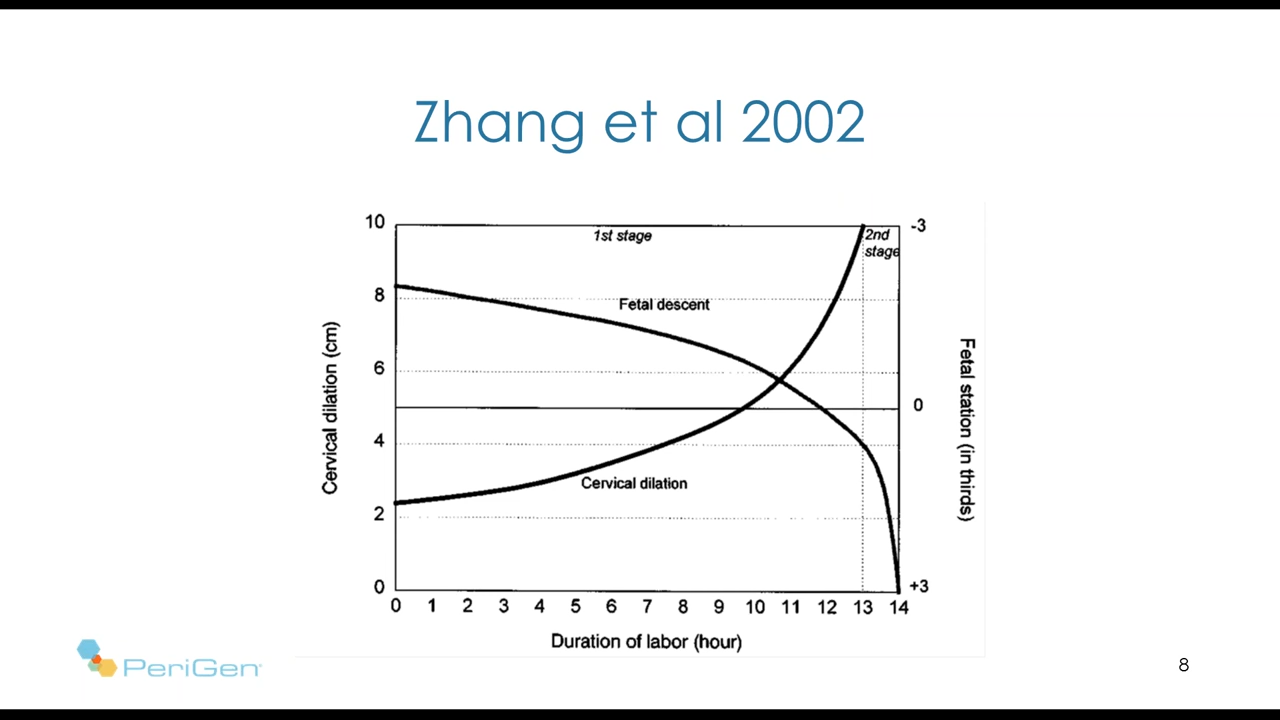 Zhang et al 2002
10
8
6
4
2
0
Cervical dilation (cm)
1st stage
2nd
stage
Fetal descent
Cervical dilation
-3
0
+3
Fetal station (in thirds)
0 1 2 3 4 5 6 7 8 9 10 11 12 13 14
Duration of labor (hour)
PeriGen
8